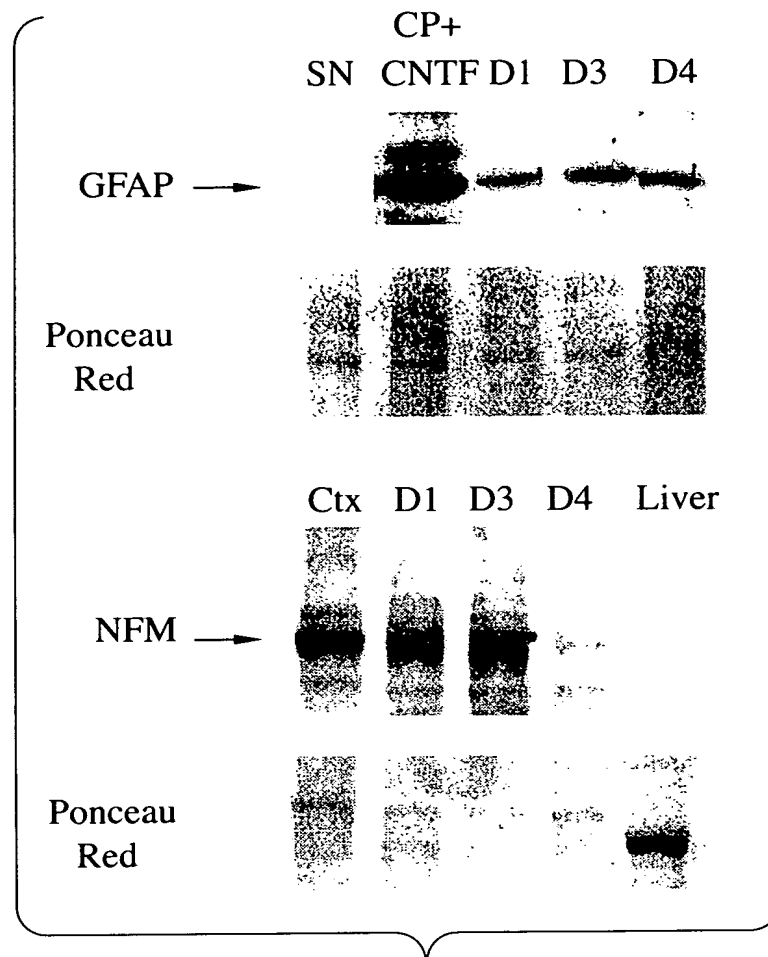 CP+
SN CNTF D1 D3 D4
GFAP
Ponceau
Red
Ctx D1 D3 D4 Liver
NFM
Ponceau
Red